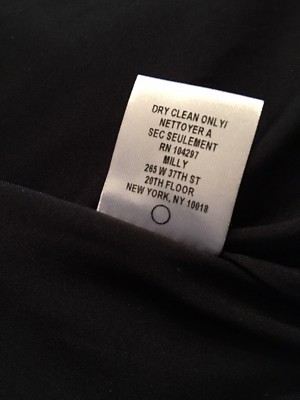 DRY CLEAN ONLY/
NETTOYER A
SEC SEULEMENT
RN 104297
MILLY
265 W 37TH ST
20TH FLOOR
NEW YORK, NY 10018